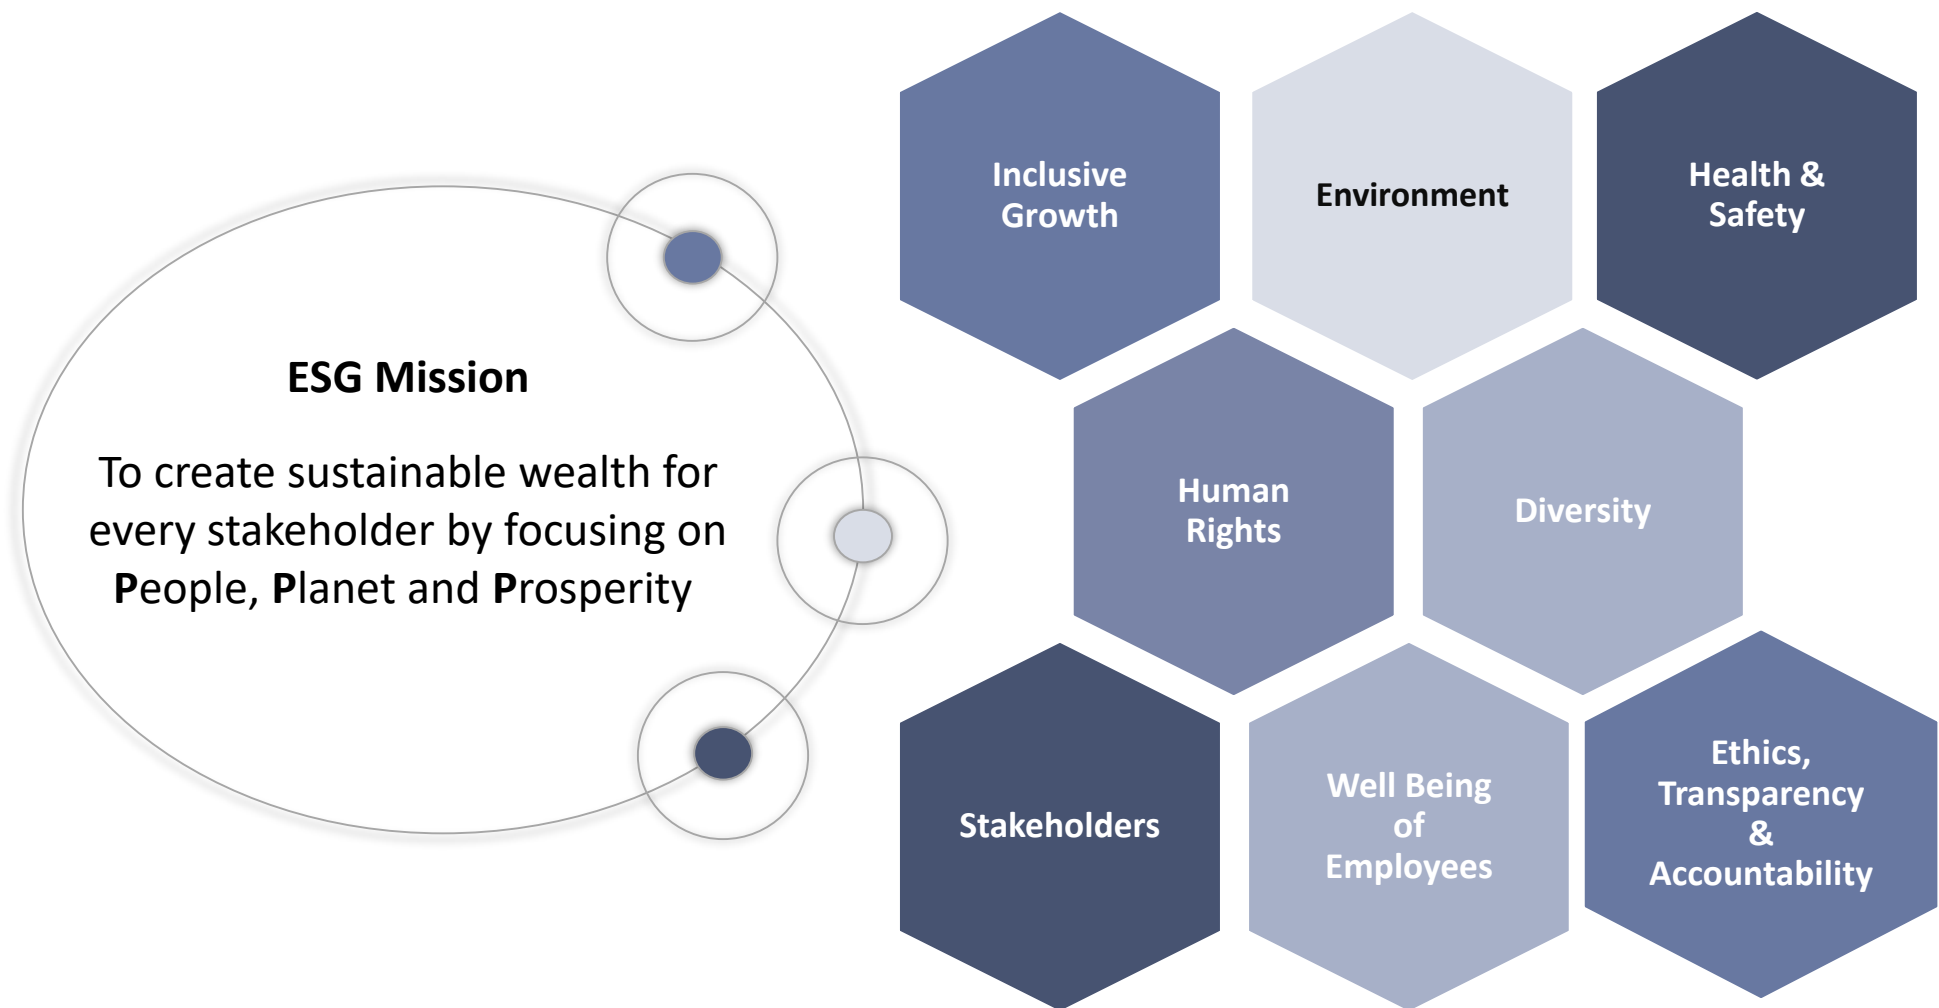 ESG Mission
To create sustainable wealth for
every stakeholder by focusing on
People, Planet and Prosperity
Inclusive
Growth
Environment
Health &
Safety
Human
Rights
Diversity
Stakeholders
Well Being
of
Employees
Ethics,
Transparency
&
Accountability